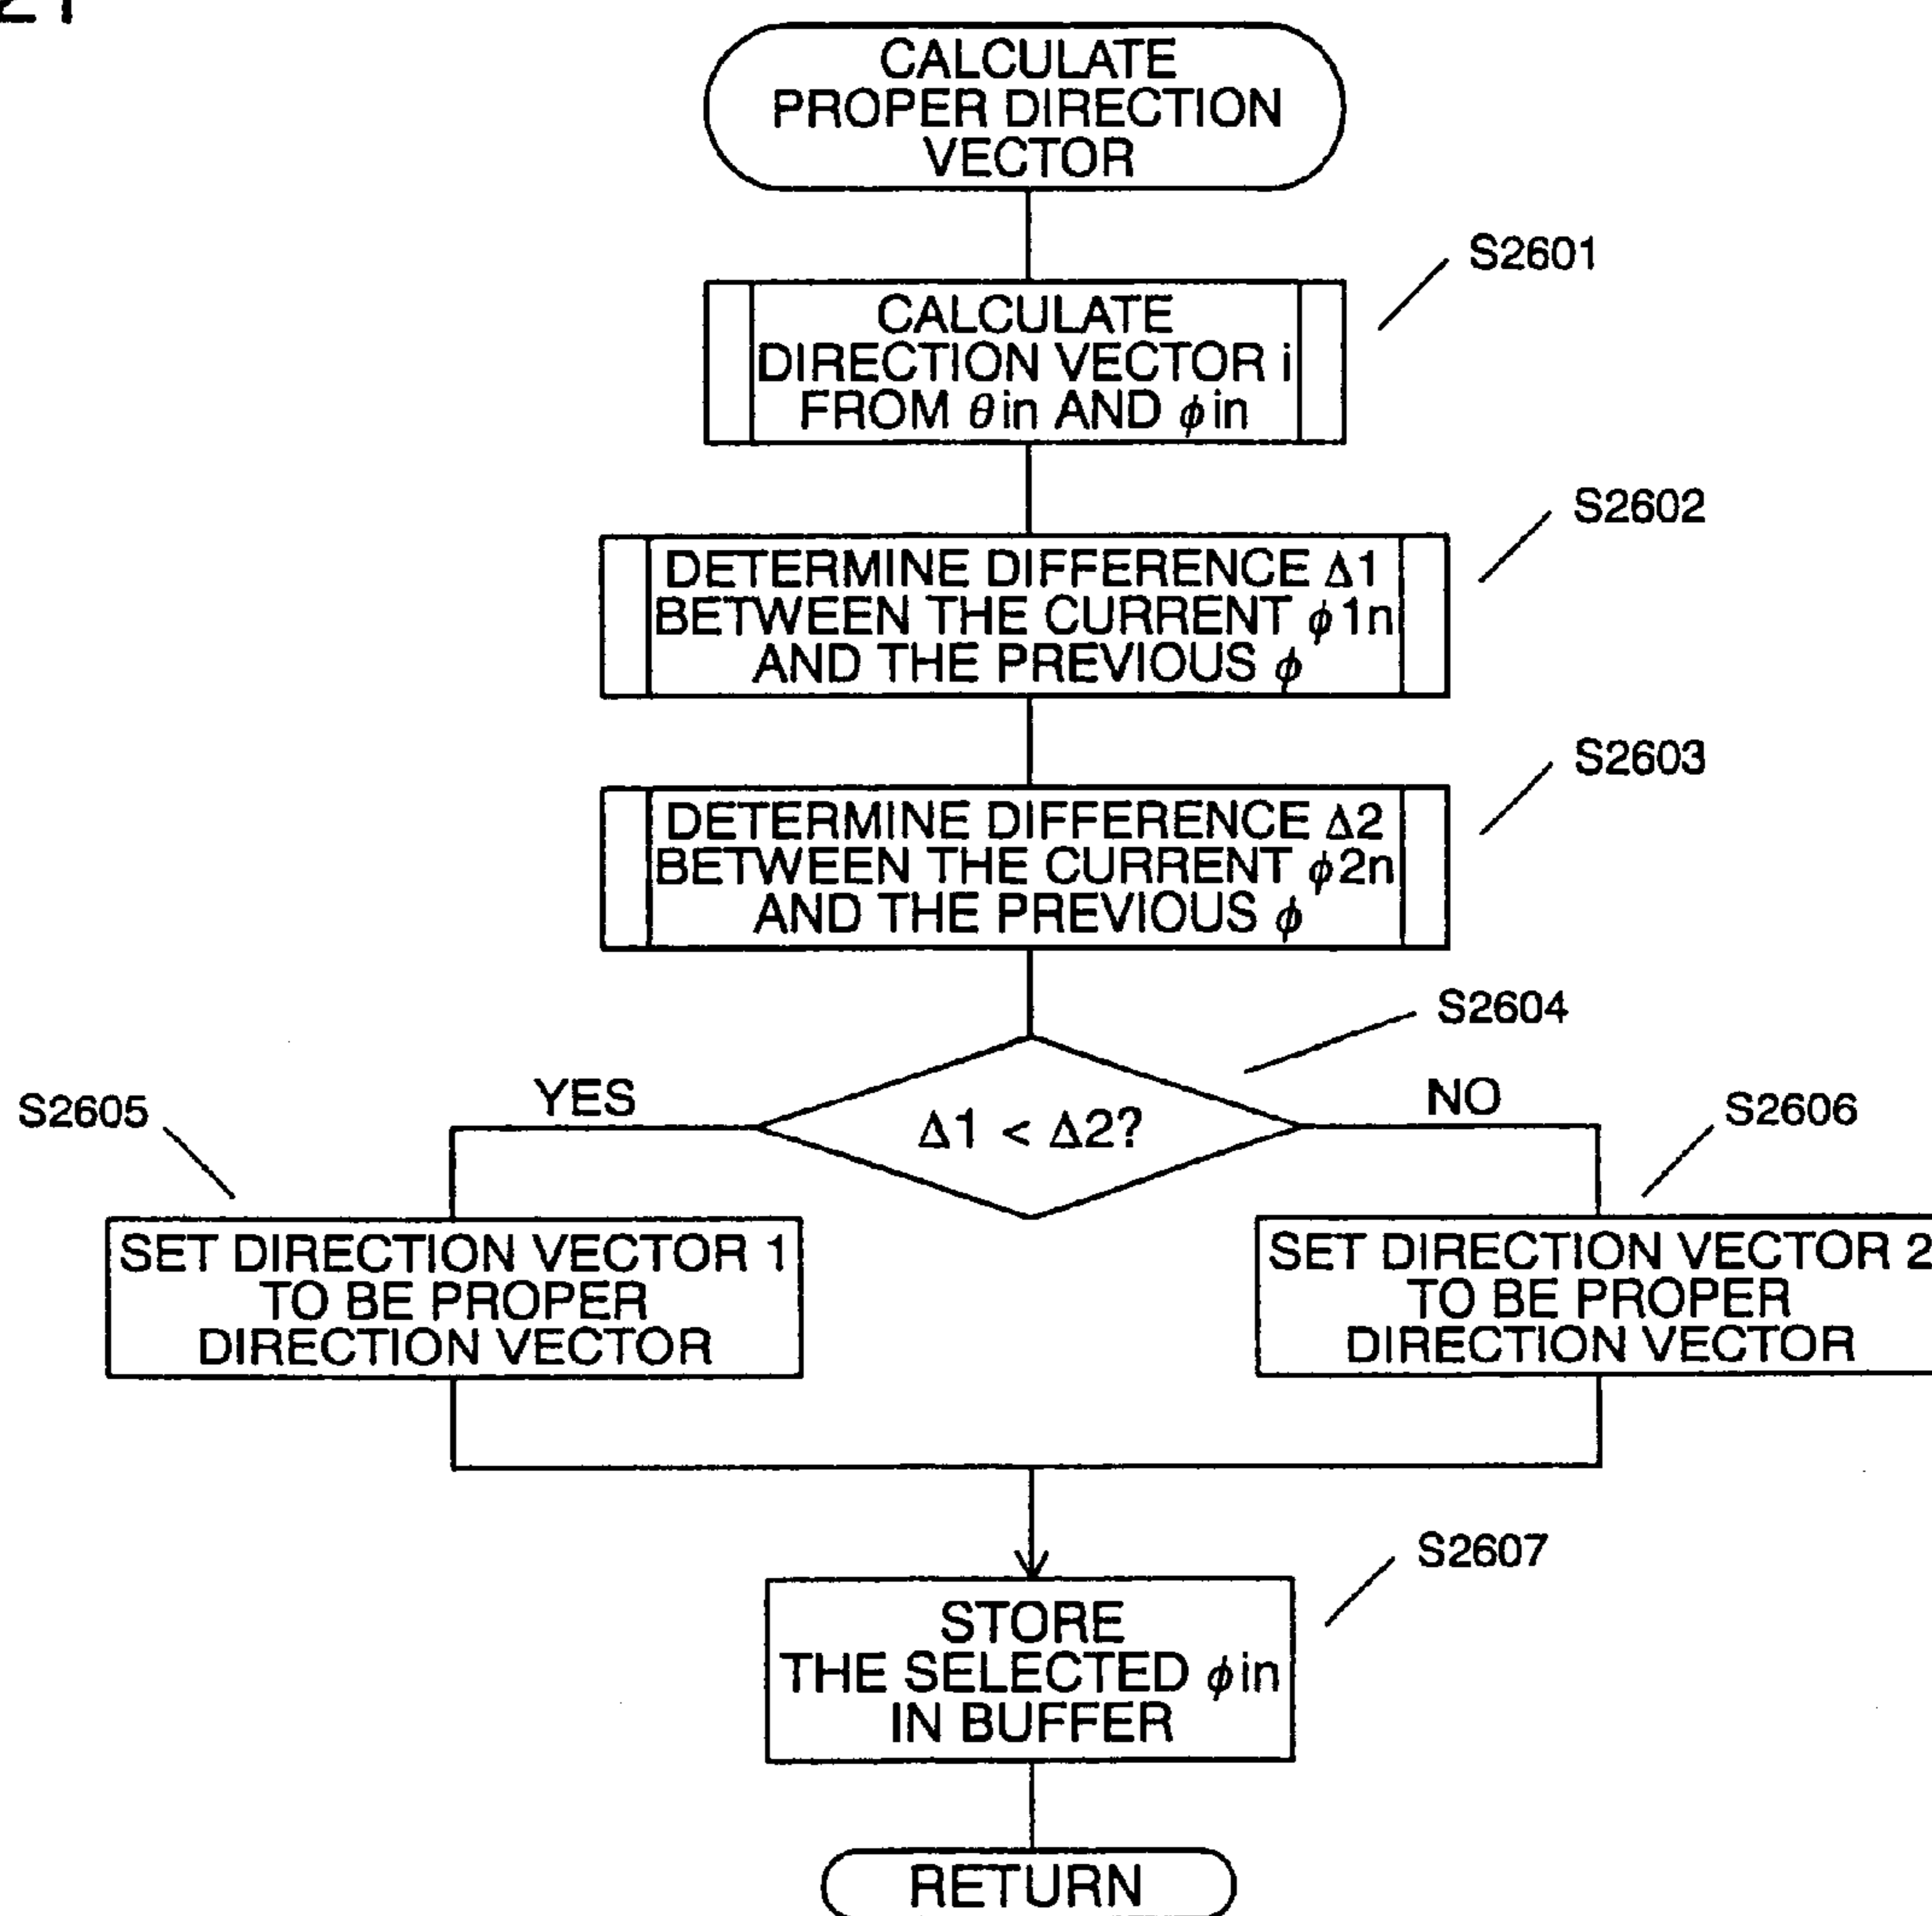 CALCULATE
PROPER DIRECTION
VECTOR
S2601
CALCULATE
DIRECTION VECTOR i
FROM θin AND ϕin
S2602
DETERMINE DIFFERENCE Δ1
BETWEEN THE CURRENT ϕ1n
AND THE PREVIOUS ϕ
S2603
DETERMINE DIFFERENCE Δ2
BETWEEN THE CURRENT ϕ2n
AND THE PREVIOUS ϕ
S2604
Δ1 < Δ2?
YES
NO
S2605
S2606
SET DIRECTION VECTOR 1
TO BE PROPER
DIRECTION VECTOR
SET DIRECTION VECTOR 2
TO BE PROPER
DIRECTION VECTOR
S2607
STORE
THE SELECTED ϕin
IN BUFFER
RETURN